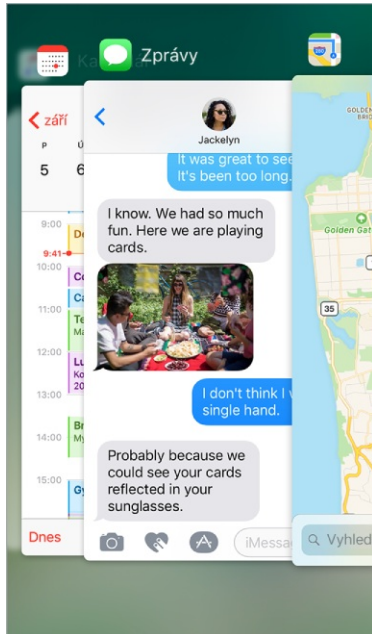 Zprávy
září
Jackelyn
P
5
6
It was great to see
It's been too long.
I know. We had so much
fun. Here we are playing
cards.
I don't think I
single hand.
Probably because we
could see your cards
reflected in your
sunglasses.
9:00
9:41
10:00
11:00
12:00
13:00
14:00
15:00
Dnes
iMessa
Vyhled
Golden Gat
35
280